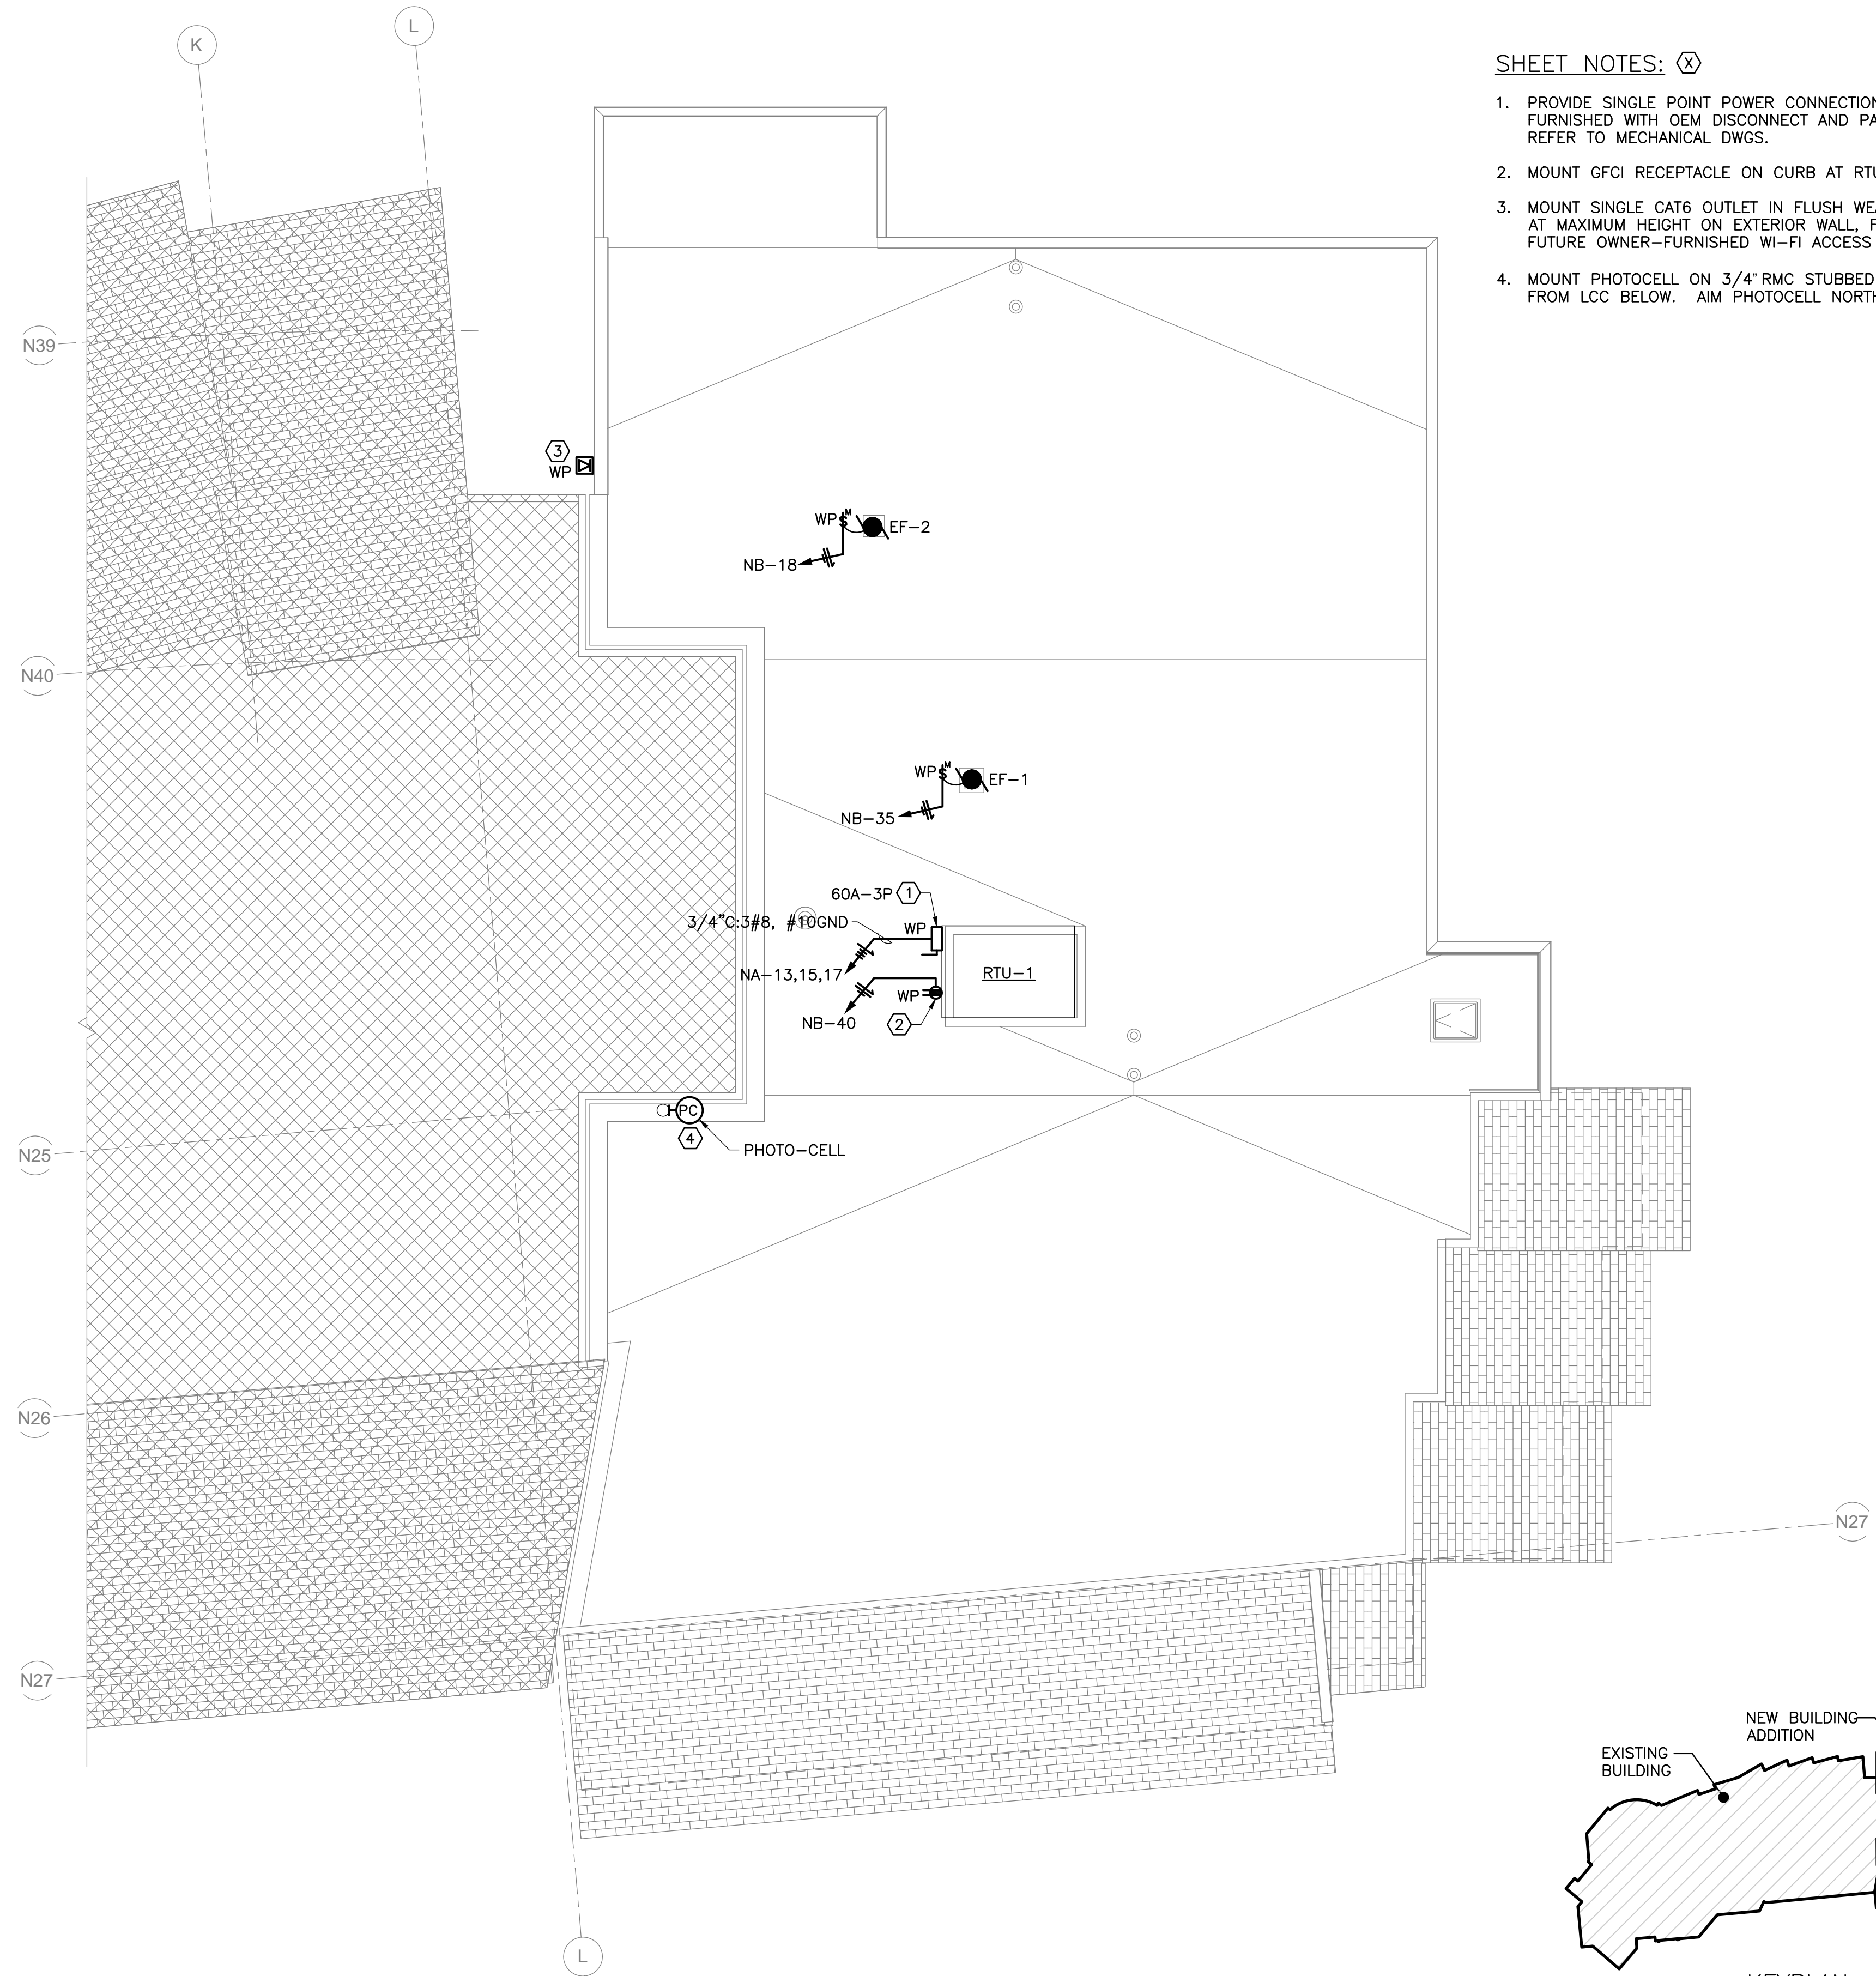 K
L
SHEET NOTES: X
1. PROVIDE SINGLE POINT POWER CONNECTION
FURNISHED WITH OEM DISCONNECT AND
REFER TO MECHANICAL DWGS.
2. MOUNT GFCI RECEPTACLE ON CURB AT RTU
3. MOUNT SINGLE CAT6 OUTLET IN FLUSH
AT MAXIMUM HEIGHT ON EXTERIOR WALL,
FUTURE OWNER-FURNISHED WI-FI ACCESS
4. MOUNT PHOTOCELL ON 3/4" RMC STUBBED
FROM LCC BELOW. AIM PHOTOCELL NORTH
N39
3
WP
WP $M EF-2
NB-18
N40
WP $M EF-1
NB-35
60A-3P 1
3/4"C:3#8, #10GND
WP
NA-13,15,17
RTU-1
WP
NB-40
2
PC
4
PHOTO-CELL
N25
N26
N27
N27
NEW BUILDING
ADDITION
EXISTING
BUILDING
L